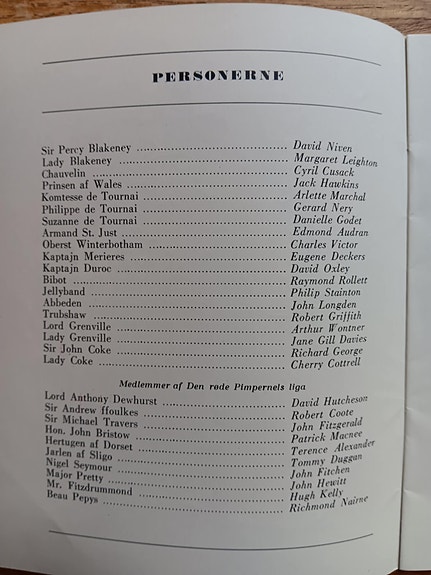 PERSONERNE
Sir Percy Blakeney ........ David Niven
Lady Blakeney ........ Margaret Leighton
Chauvelin ........ Cyril Cusack
Prinsen af Wales ........ Jack Hawkins
Komtesse de Tournai ........ Arlette Marchal
Philippe de Tournai ........ Gerard Nery
Suzanne de Tournai ........ Danielle Godet
Armand St. Just ........ Edmond Audran
Oberst Winterbotham ........ Charles Victor
Kaptajn Merieres ........ Eugene Deckers
Kaptajn Duroc ........ David Oxley
Bibot ........ Raymond Rollett
Jellyband ........ Philip Stainton
Abbeden ........ John Longden
Trubshaw ........ Robert Griffith
Lord Grenville ........ Arthur Wontner
Lady Grenville ........ Jane Gill Davies
Sir John Coke ........ Richard George
Lady Coke ........ Cherry Cottrell
Medlemmer af Den røde Pimpernels liga
Lord Anthony Dewhurst ........ David Hutcheson
Sir Andrew ffoulkes ........ Robert Coote
Sir Michael Travers ........ John Fitzgerald
Hon. John Bristow ........ Patrick Macnee
Hertugen af Dorset ........ Terence Alexander
Jarlen af Sligo ........ Tommy Duggan
Nigel Seymour ........ John Fitchen
Major Pretty ........ John Hewitt
Mr. Fitzdrummond ........ Hugh Kelly
Beau Pepys ........ Richmond Nairne